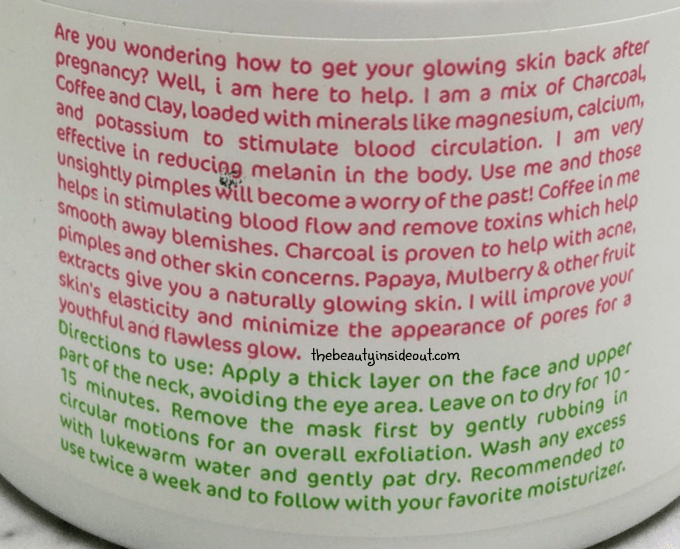 Are you wondering how to get your glowing skin back after
pregnancy? Well, i am here to help. I am a mix of Charcoal,
Coffee and Clay, loaded with minerals like magnesium, calcium,
and potassium to stimulate blood circulation. I am very
effective in reducing melanin in the body. Use me and those
unsightly pimples will become a worry of the past! Coffee in me
helps in stimulating blood flow and remove toxins which help
smooth away blemishes. Charcoal is proven to help with acne,
pimples and other skin concerns. Papaya, Mulberry & other fruit
extracts give you a naturally glowing skin. I will improve your
skin's elasticity and minimize the appearance of pores for a
youthful and flawless glow.
thebeautyinsideout.com
Directions to use: Apply a thick layer on the face and upper
part of the neck, avoiding the eye area. Leave on to dry for 10-
15 minutes. Remove the mask first by gently rubbing in
circular motions for an overall exfoliation. Wash any excess
with lukewarm water and gently pat dry. Recommended to
use twice a week and to follow with your favorite moisturizer.